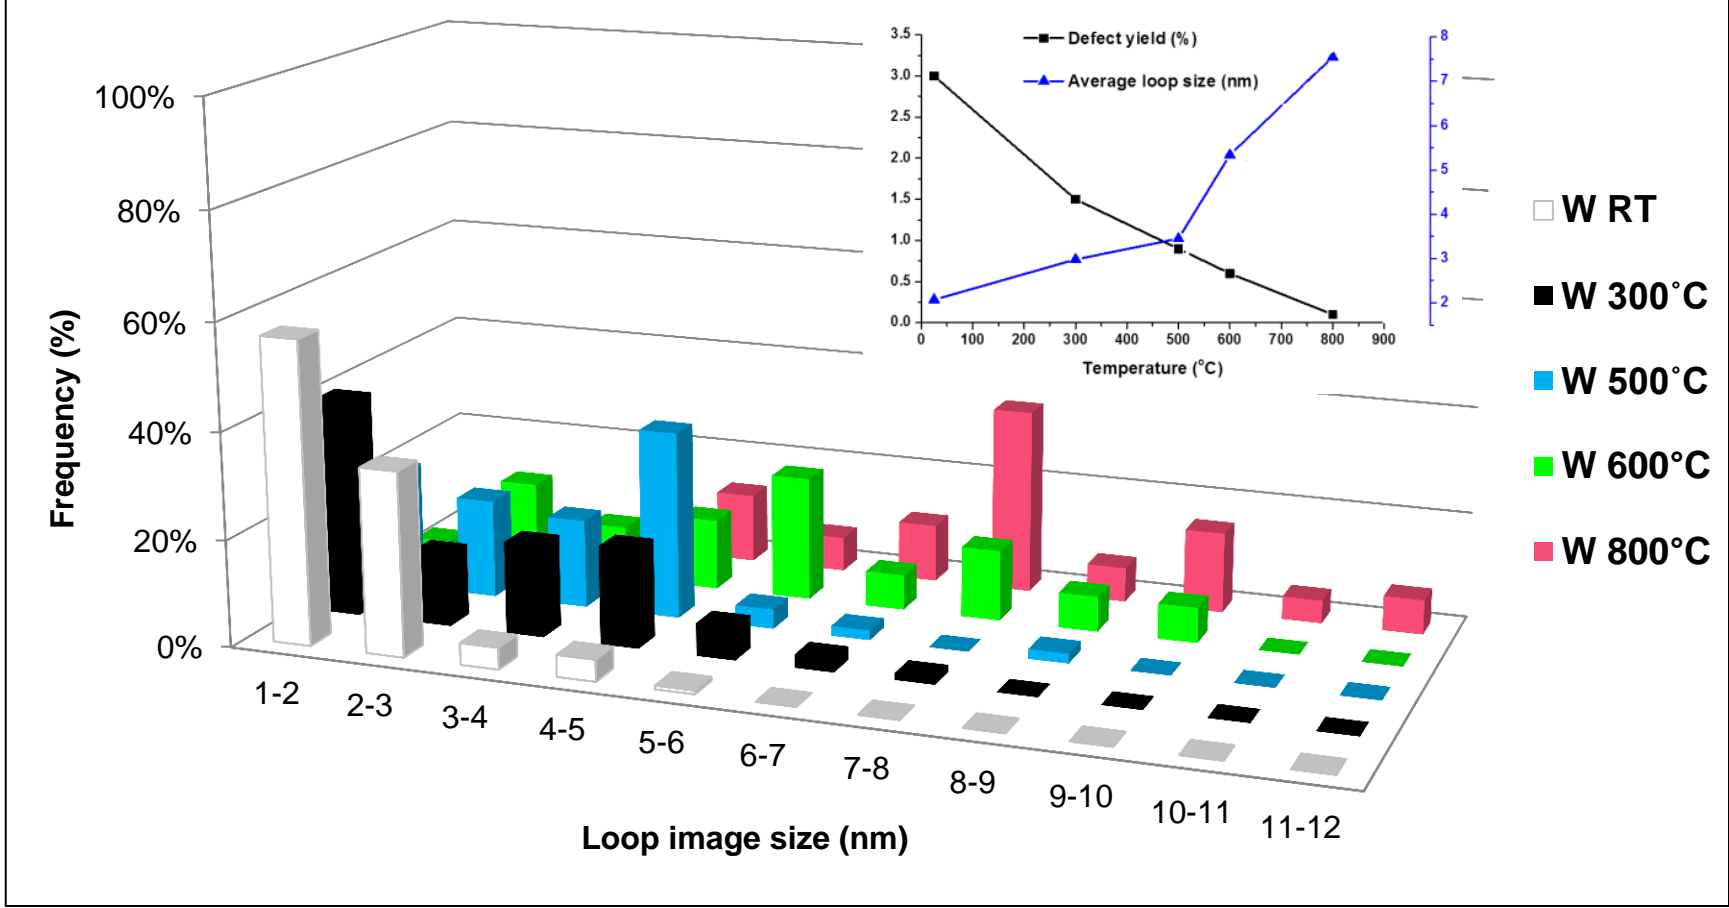 100%
80%
60%
40%
20%
0%
Frequency (%)
1-2
2-3
3-4
4-5
5-6
6-7
7-8
8-9
9-10
10-11
11-12
Loop image size (nm)
3.5
3.0
2.5
2.0
1.5
1.0
0.5
0.0
Defect yield (%)
Average loop size (nm)
8
7
6
5
4
3
2
0 100 200 300 400 500 600 700 800 900
Temperature (°C)
W RT
W 300˚C
W 500˚C
W 600°C
W 800°C